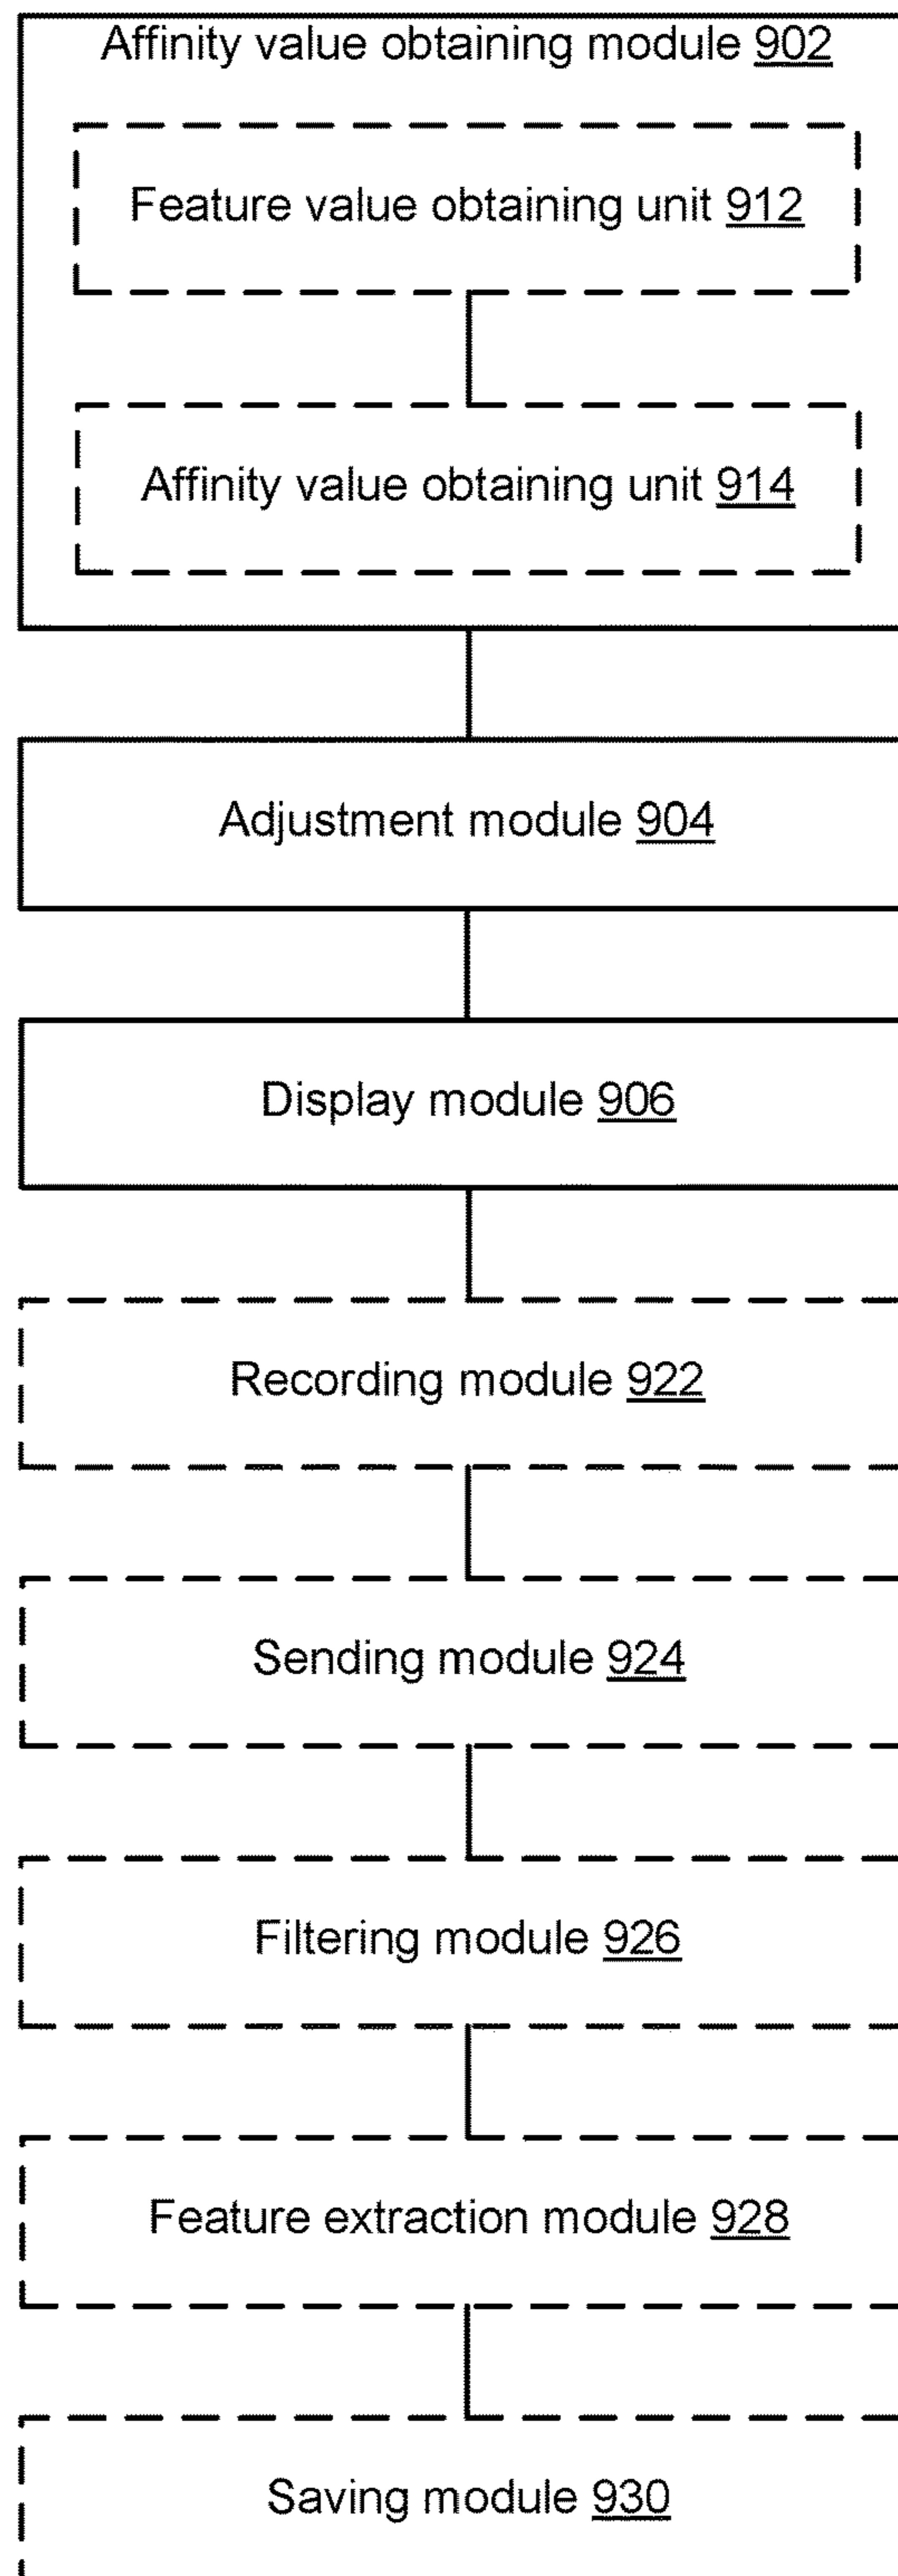 Affinity value obtaining module 902
Feature value obtaining unit 912
Affinity value obtaining unit 914
Adjustment module 904
Display module 906
Recording module 922
Sending module 924
Filtering module 926
Feature extraction module 928
Saving module 930